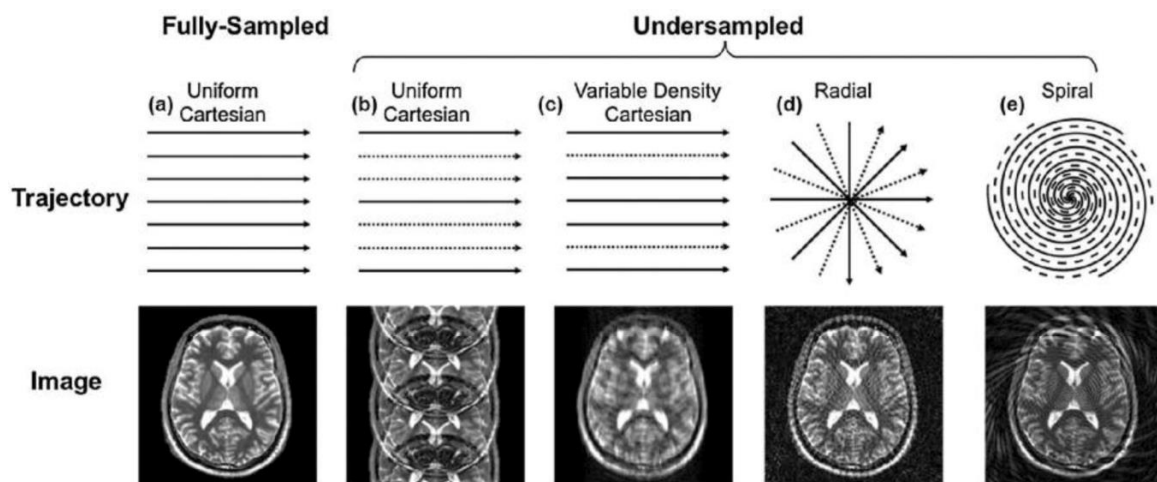 Fully-Sampled
Undersampled
(a) Uniform
Cartesian
(b) Uniform
Cartesian
(c) Variable Density
Cartesian
(d) Radial
(e) Spiral
Trajectory
Image